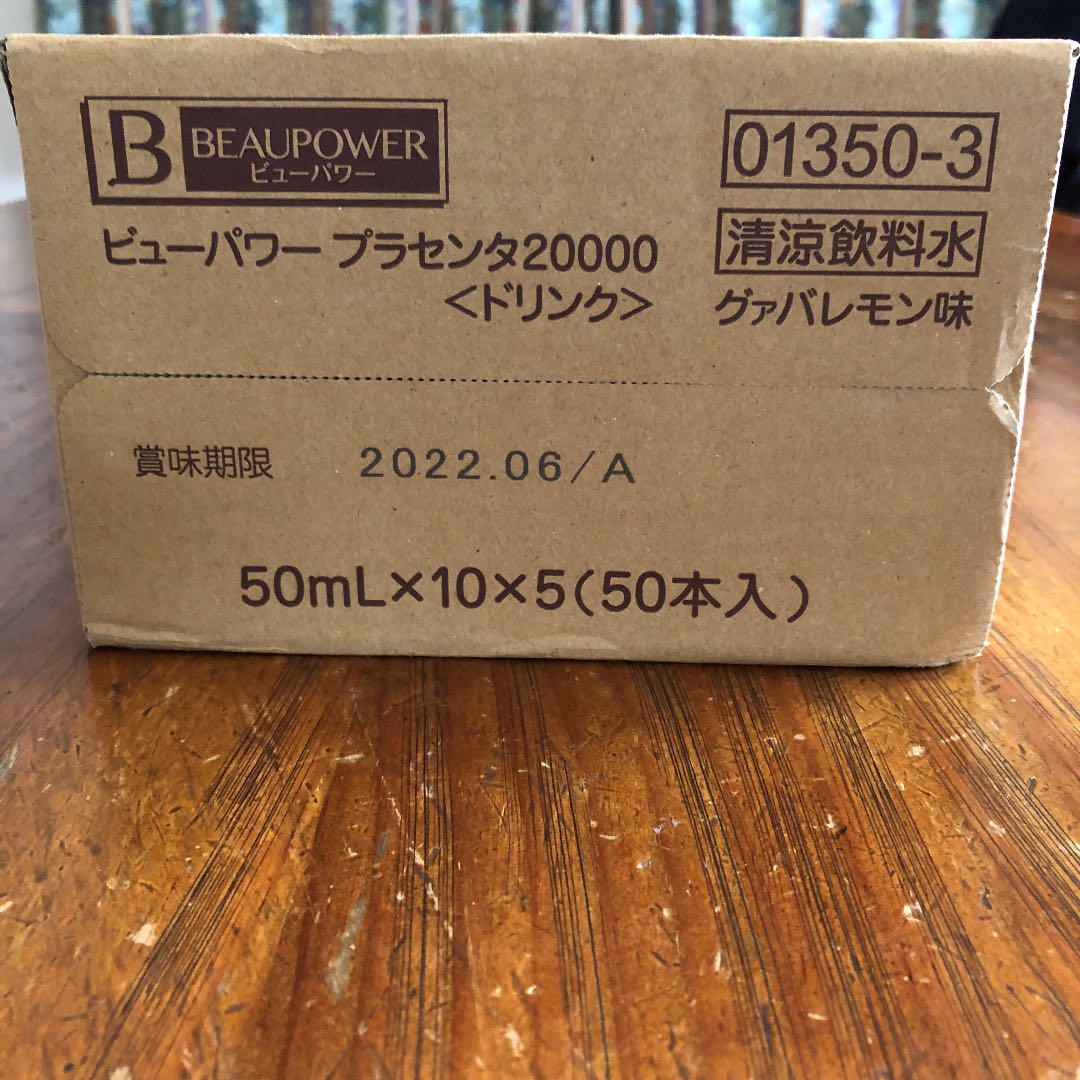 B BEAUPOWER
ビューパワー
01350-3
ビューパワー プラセンタ20000
<ドリンク>
清涼飲料水
グァバレモン味
賞味期限 2022.06/A
50mL×10×5(50本入)